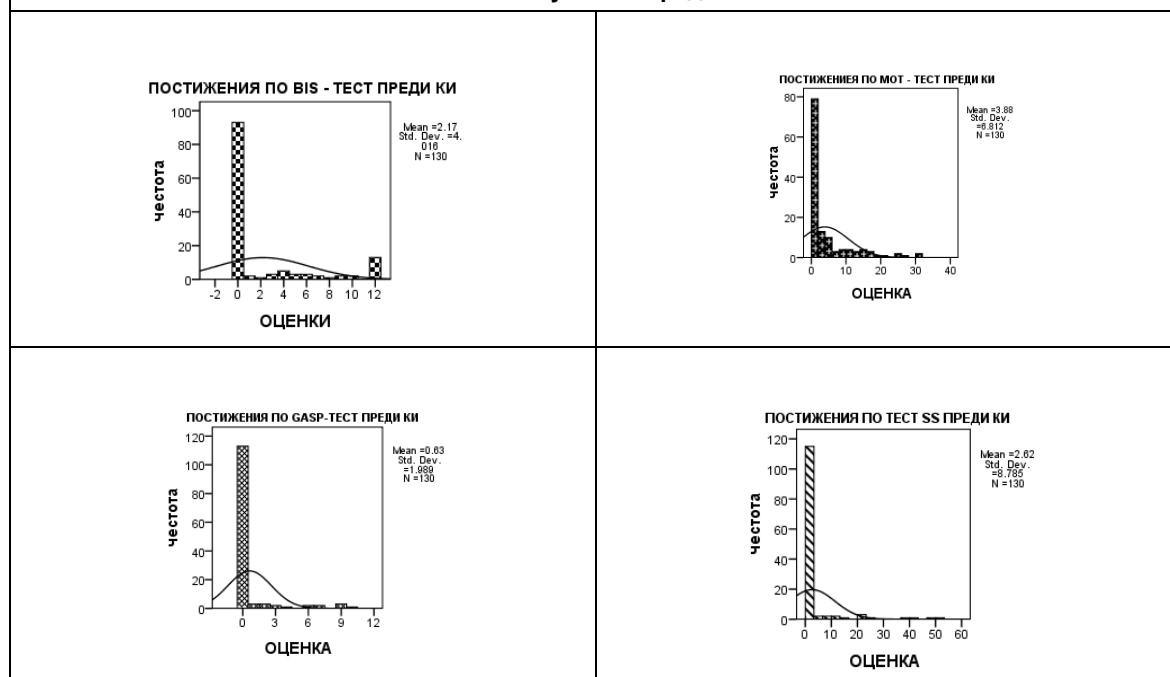 ПОСТИЖЕНИЯ ПО BIS - ТЕСТ ПРЕДИ КИ
100
80
60
40
20
0
честота
-2 0 2 4 6 8 10 12
ОЦЕНКИ
Mean =2.17
Std. Dev. =4.
016
N =130
ПОСТИЖЕНИЕЯ ПО МОТ - ТЕСТ ПРЕДИ КИ
80
60
40
20
0
честота
0 10 20 30 40
ОЦЕНКА
Mean =3.88
Std. Dev.
=6.812
N =130
ПОСТИЖЕНИЯ ПО GASP-ТЕСТ ПРЕДИ КИ
120
100
80
60
40
20
0
честота
0 3 6 9 12
ОЦЕНКА
Mean =0.63
Std. Dev.
=1.989
N =130
ПОСТИЖЕНИЯ ПО ТЕСТ SS ПРЕДИ КИ
120
100
80
60
40
20
0
честота
0 10 20 30 40 50 60
ОЦЕНКА
Mean =2.62
Std. Dev.
=8.785
N =130